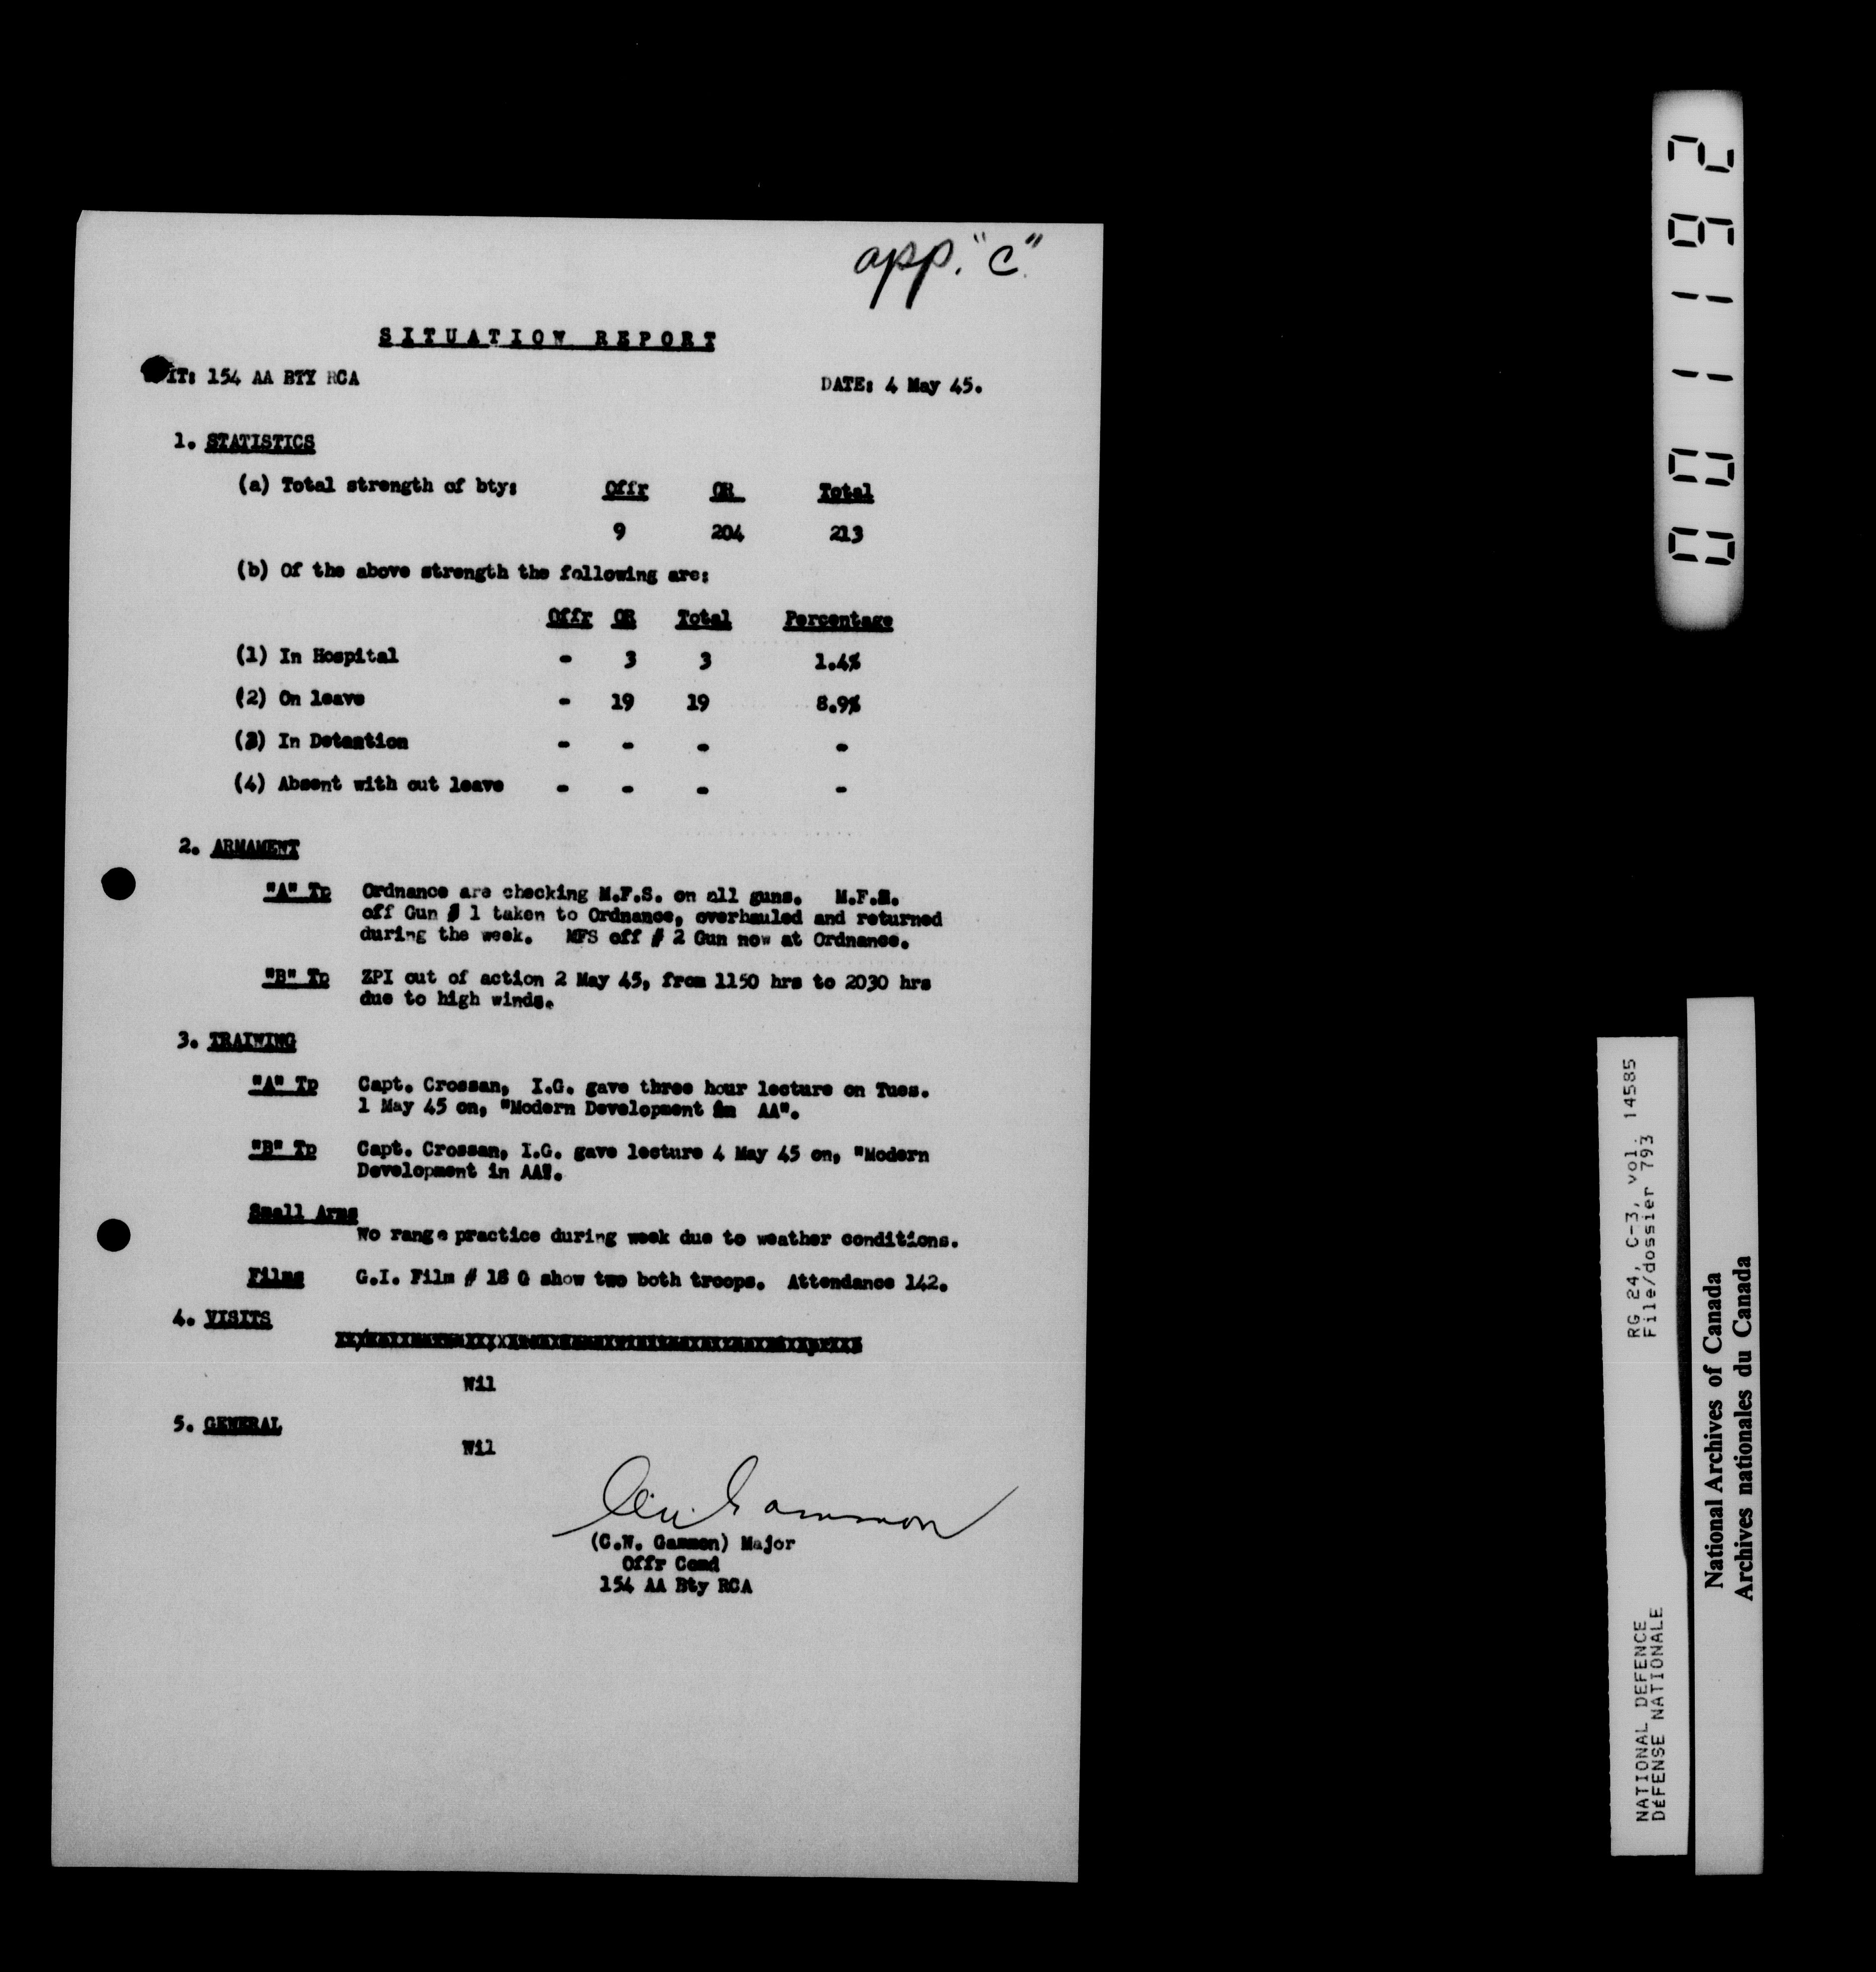 app. "C"
SITUATION REPORT
IT: 154 AA BTY RCA
DATE: 4 May 45.
1. STATISTICS
(a) Total strength of bty: Offr OR Total
9 204 213
(b) Of the above strength the following are:
Offr OR Total Percentage
(1) In Hospital - 3 3 1.4%
(2) On leave - 19 19 8.9%
(3) In Detention - - - -
(4) Absent with out leave - - - -
2. ARMAMENT
"A" Tp Ordnance are checking M.F.S. on all guns. M.F.S.
off Gun # 1 taken to Ordnance, overhauled and returned
during the week. MFS off # 2 Gun now at Ordnance.
"B" Tp ZPI out of action 2 May 45, from 1150 hrs to 2030 hrs
due to high winds.
3. TRAINING
"A" Tp Capt. Crossan, I.G. gave three hour lecture on Tues.
1 May 45 on, "Modern Development in AA".
"B" Tp Capt. Crossan, I.G. gave lecture 4 May 45 on, "Modern
Development in AA".
Small Arms
No range practice during week due to weather conditions.
Films G.I. Film # 18 G show two both troops. Attendance 142.
4. VISITS
Nil
5. GENERAL
Nil
(C.W. Gammon) Major
Offr Comd
154 AA Bty RCA
001192
RG 24, C-3, vol. 14585
File/dossier 793
NATIONAL DEFENCE
DÉFENSE NATIONALE
National Archives of Canada
Archives nationales du Canada